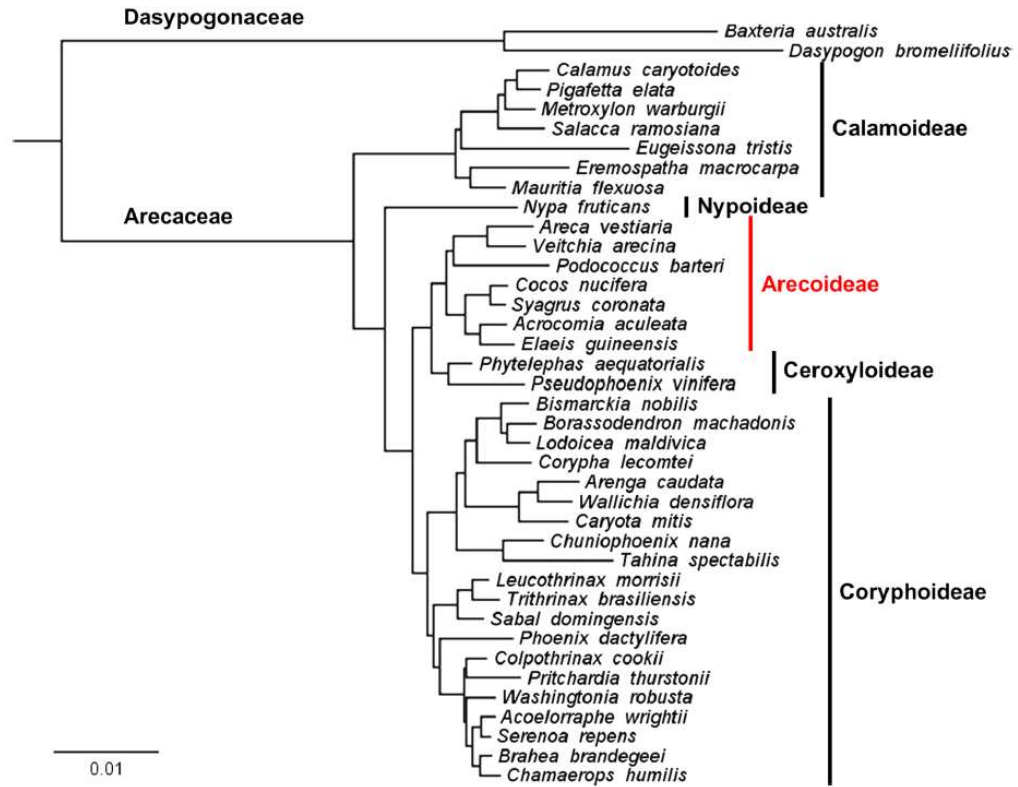 Dasypogonaceae
Baxteria australis
Dasypogon bromeliifolius
Calamus caryotoides
Pigafetta elata
Metroxylon warburgii
Calamoideae
Salacca ramosiana
Eugeissona tristis
Eremospatha macrocarpa
Mauritia flexuosa
Arecaceae
Nypa fruticans
Nypoideae
Areca vestiaria
Veitchia arecina
Podococcus barteri
Arecoideae
Cocos nucifera
Syagrus coronata
Acrocomia aculeata
Elaeis guineensis
Phytelephas aequatorialis
Ceroxyloideae
Pseudophoenix vinifera
Bismarckia nobilis
Borassodendron machadonis
Lodoicea maldivica
Corypha lecomtei
Arenga caudata
Wallichia densiflora
Caryota mitis
Chuniophoenix nana
Tahina spectabilis
Leucothrinax morrisii
Coryphoideae
Trithrinax brasiliensis
Sabal domingensis
Phoenix dactylifera
Colpothrinax cookii
Pritchardia thurstonii
Washingtonia robusta
Acoelorraphe wrightii
Serenoa repens
Brahea brandegeei
Chamaerops humilis
0.01